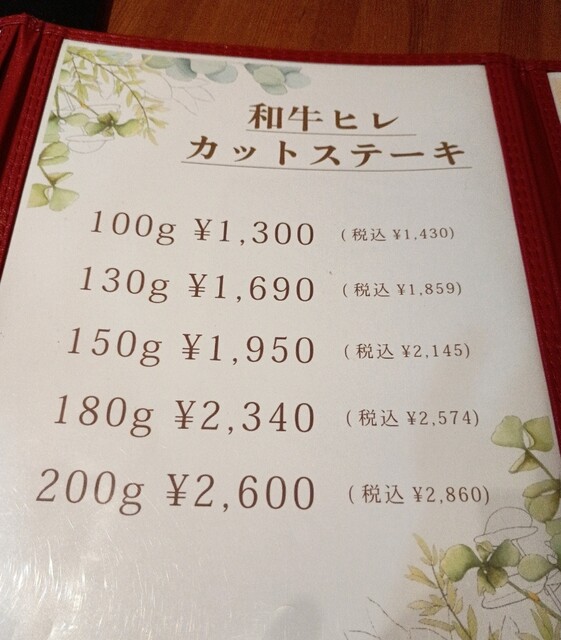 和牛ヒレ
カットステーキ
100g ¥1,300 (税込 ¥1,430)
130g ¥1,690 (税込 ¥1,859)
150g ¥1,950 (税込 ¥2,145)
180g ¥2,340 (税込 ¥2,574)
200g ¥2,600 (税込 ¥2,860)